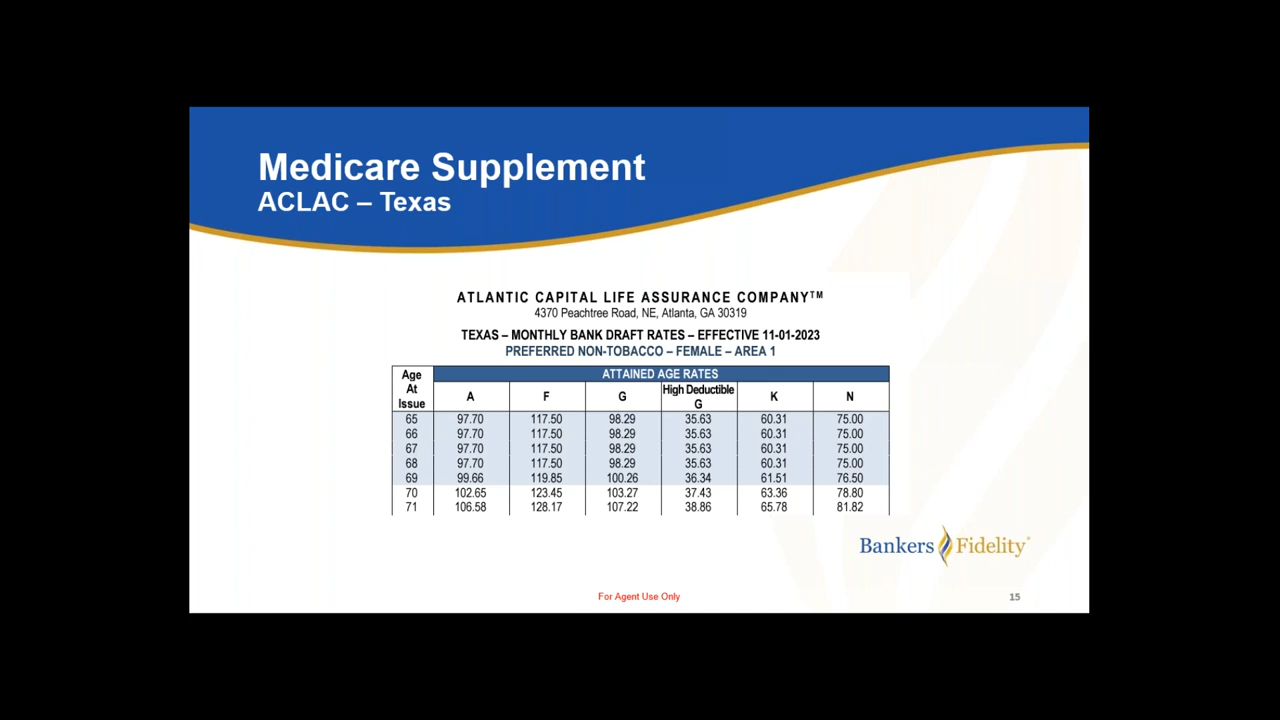 Medicare Supplement
ACLAC – Texas
ATLANTIC CAPITAL LIFE ASSURANCE COMPANY™
4370 Peachtree Road, NE, Atlanta, GA 30319
TEXAS – MONTHLY BANK DRAFT RATES – EFFECTIVE 11-01-2023
PREFERRED NON-TOBACCO – FEMALE – AREA 1
Age At Issue
ATTAINED AGE RATES
A F G High Deductible G K N
65 97.70 117.50 98.29 35.63 60.31 75.00
66 97.70 117.50 98.29 35.63 60.31 75.00
67 97.70 117.50 98.29 35.63 60.31 75.00
68 97.70 117.50 98.29 35.63 60.31 75.00
69 99.66 119.85 100.26 36.34 61.51 76.50
70 102.65 123.45 103.27 37.43 63.36 78.80
71 106.58 128.17 107.22 38.86 65.78 81.82
Bankers Fidelity®
For Agent Use Only
15